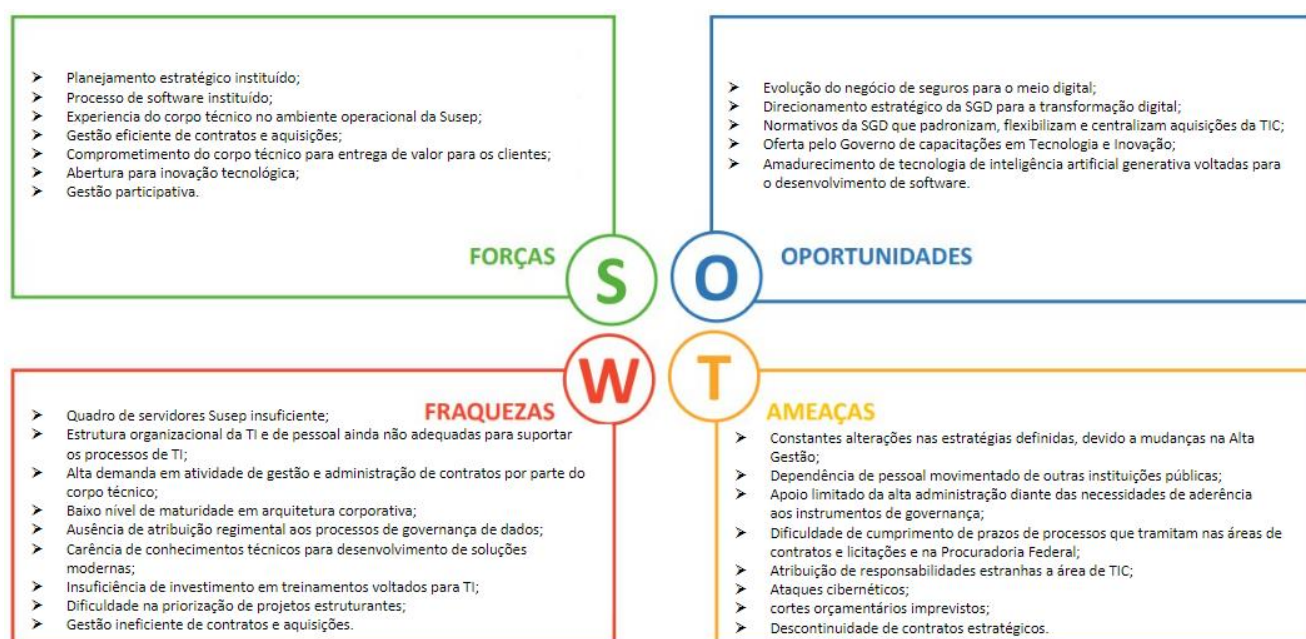 Planejamento estratégico instituído;
Processo de software instituído;
Experiencia do corpo técnico no ambiente operacional da Susep;
Gestão eficiente de contratos e aquisições;
Comprometimento do corpo técnico para entrega de valor para os clientes;
Abertura para inovação tecnológica;
Gestão participativa.
FORÇAS
S
Evolução do negócio de seguros para o meio digital;
Direcionamento estratégico da SGD para a transformação digital;
Normativos da SGD que padronizam, flexibilizam e centralizam aquisições da TIC;
Oferta pelo Governo de capacitações em Tecnologia e Inovação;
Amadurecimento de tecnologia de inteligência artificial generativa voltadas para
o desenvolvimento de software.
O
OPORTUNIDADES
W
FRAQUEZAS
Quadro de servidores Susep insuficiente;
Estrutura organizacional da TI e de pessoal ainda não adequadas para suportar
os processos de TI;
Alta demanda em atividade de gestão e administração de contratos por parte do
corpo técnico;
Baixo nível de maturidade em arquitetura corporativa;
Ausência de atribuição regimental aos processos de governança de dados;
Carência de conhecimentos técnicos para desenvolvimento de soluções
modernas;
Insuficiência de investimento em treinamentos voltados para TI;
Dificuldade na priorização de projetos estruturantes;
Gestão ineficiente de contratos e aquisições.
T
AMEAÇAS
Constantes alterações nas estratégias definidas, devido a mudanças na Alta
Gestão;
Dependência de pessoal movimentado de outras instituições públicas;
Apoio limitado da alta administração diante das necessidades de aderência
aos instrumentos de governança;
Dificuldade de cumprimento de prazos de processos que tramitam nas áreas de
contratos e licitações e na Procuradoria Federal;
Atribuição de responsabilidades estranhas a área de TIC;
Ataques cibernéticos;
cortes orçamentários imprevistos;
Descontinuidade de contratos estratégicos.